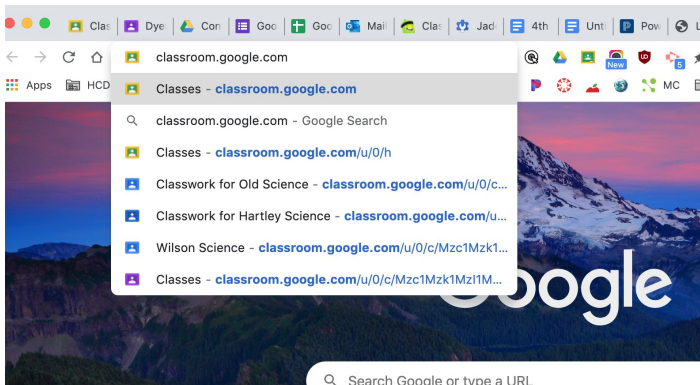 Clas Dye Con Goo Goo Mail Clas Jad 4th Unti Pow L
classroom.google.com
New
5
Apps HCD
MC
Classes - classroom.google.com
classroom.google.com - Google Search
Classes - classroom.google.com/u/0/h
Classwork for Old Science - classroom.google.com/u/0/c...
Classwork for Hartley Science - classroom.google.com/u...
Wilson Science - classroom.google.com/u/0/c/Mzc1Mzk1...
Classes - classroom.google.com/u/0/c/Mzc1Mzk1MzI1M...
Google
Search Google or type a URL